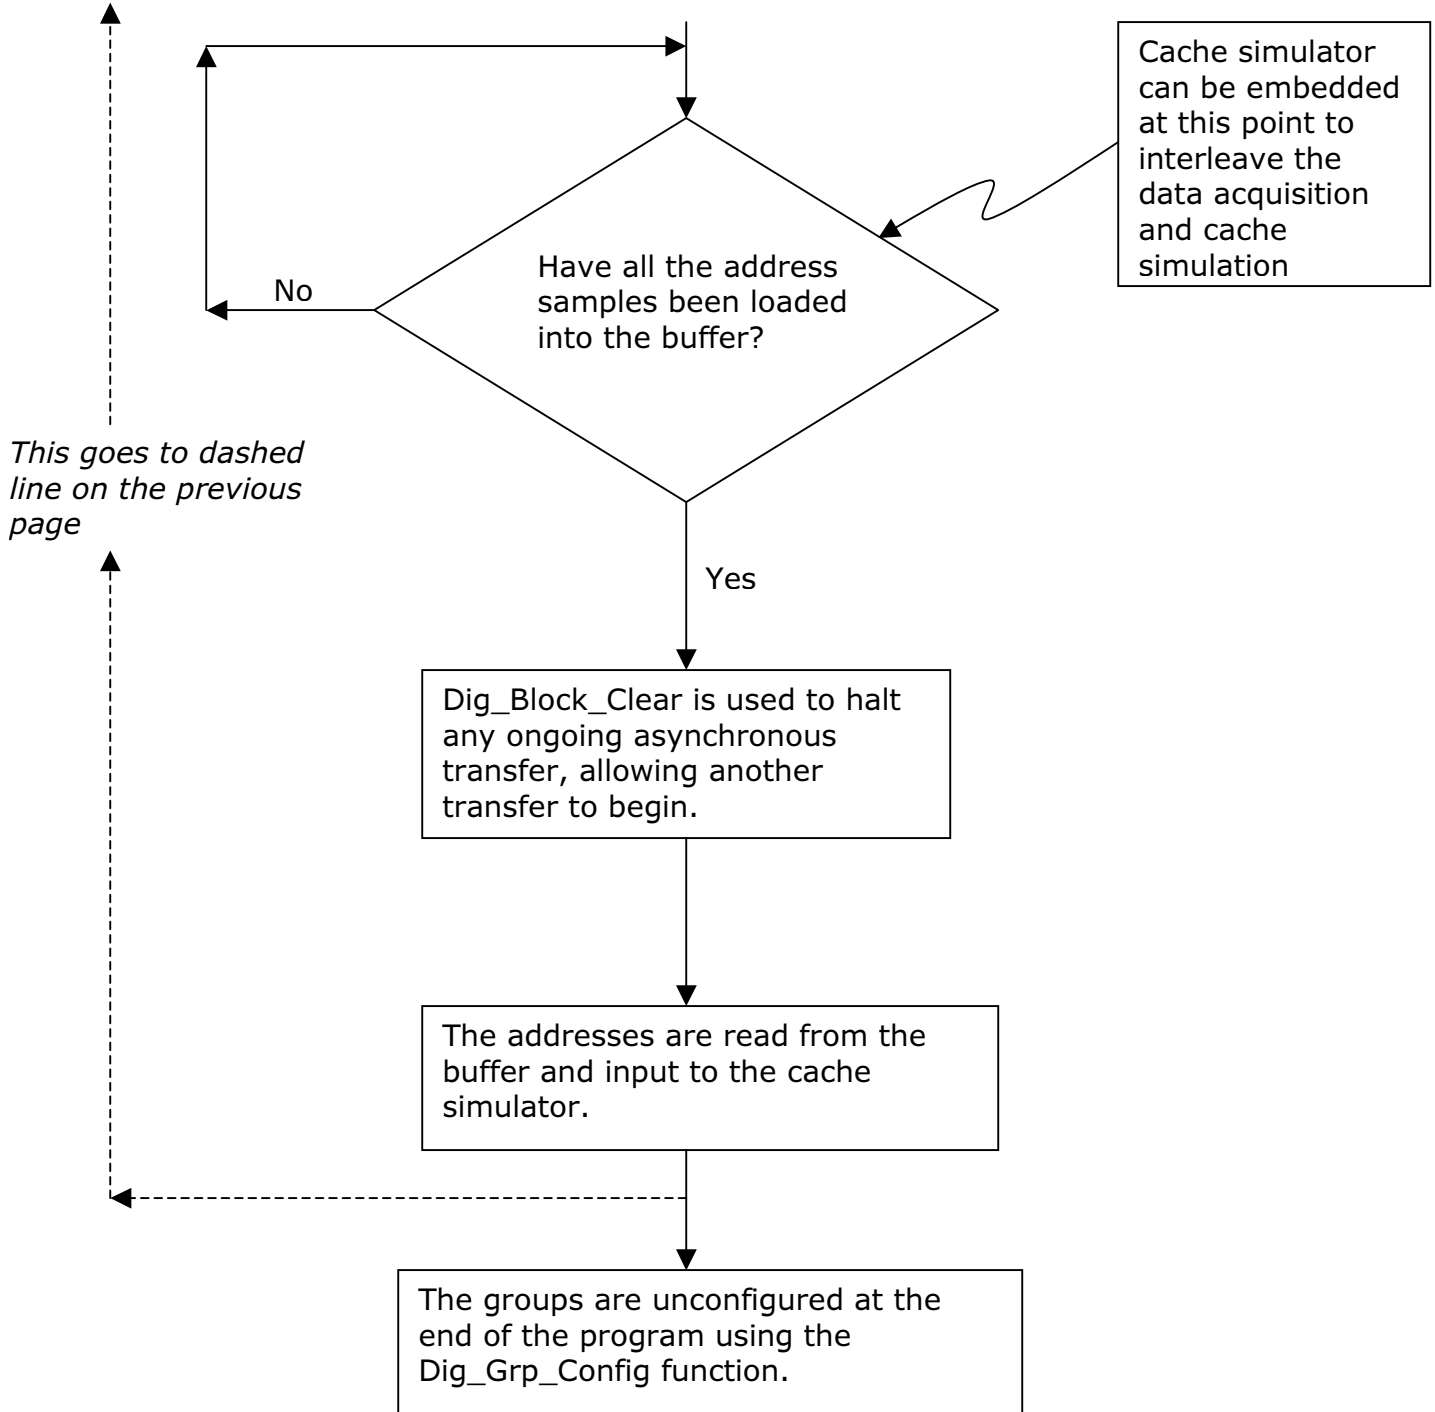 Cache simulator
can be embedded
at this point to
interleave the
data acquisition
and cache
simulation
Have all the address
samples been loaded
into the buffer?
No
This goes to dashed
line on the previous
page
Yes
Dig_Block_Clear is used to halt
any ongoing asynchronous
transfer, allowing another
transfer to begin.
The addresses are read from the
buffer and input to the cache
simulator.
The groups are unconfigured at the
end of the program using the
Dig_Grp_Config function.